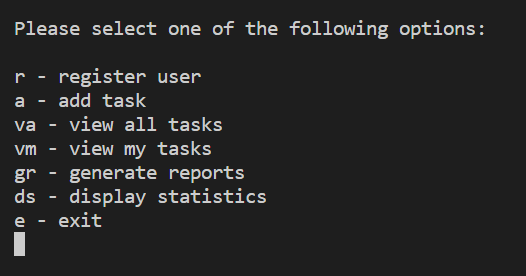 Please select one of the following options:
r - register user
a - add task
va - view all tasks
vm - view my tasks
gr - generate reports
ds - display statistics
e - exit